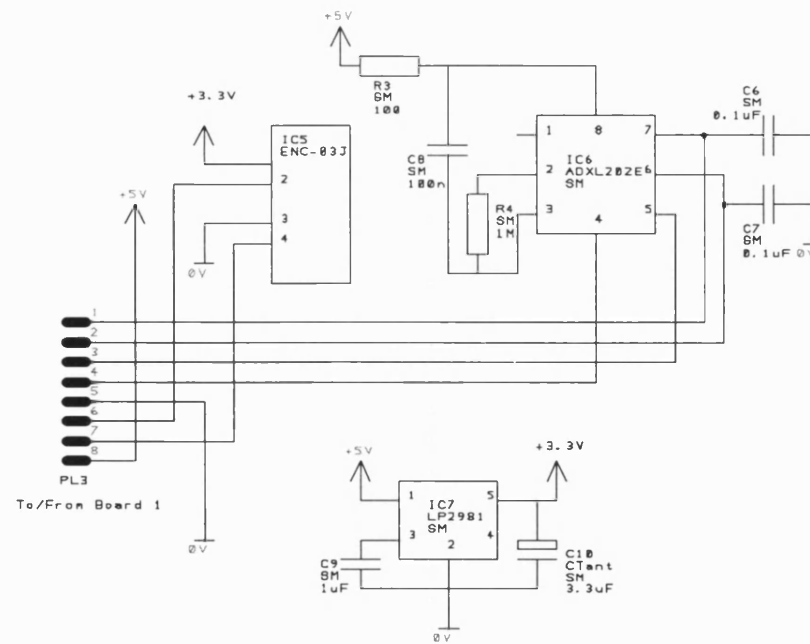 +5V
R3
SM
100
+3.3V
IC5
ENC-03J
2
3
4
0V
+5V
C8
SM
100n
R4
SM
1M
1
2
3
8
7
6
5
4
IC6
ADXL202E
SM
C6
SM
0.1uF
C7
SM
0.1uF
0V
1
2
3
4
5
6
7
8
PL3
To/From Board 1
0V
+5V
+3.3V
1
3
5
4
2
IC7
LP2981
SM
C9
SM
1uF
C10
CTant
SM
3.3uF
0V